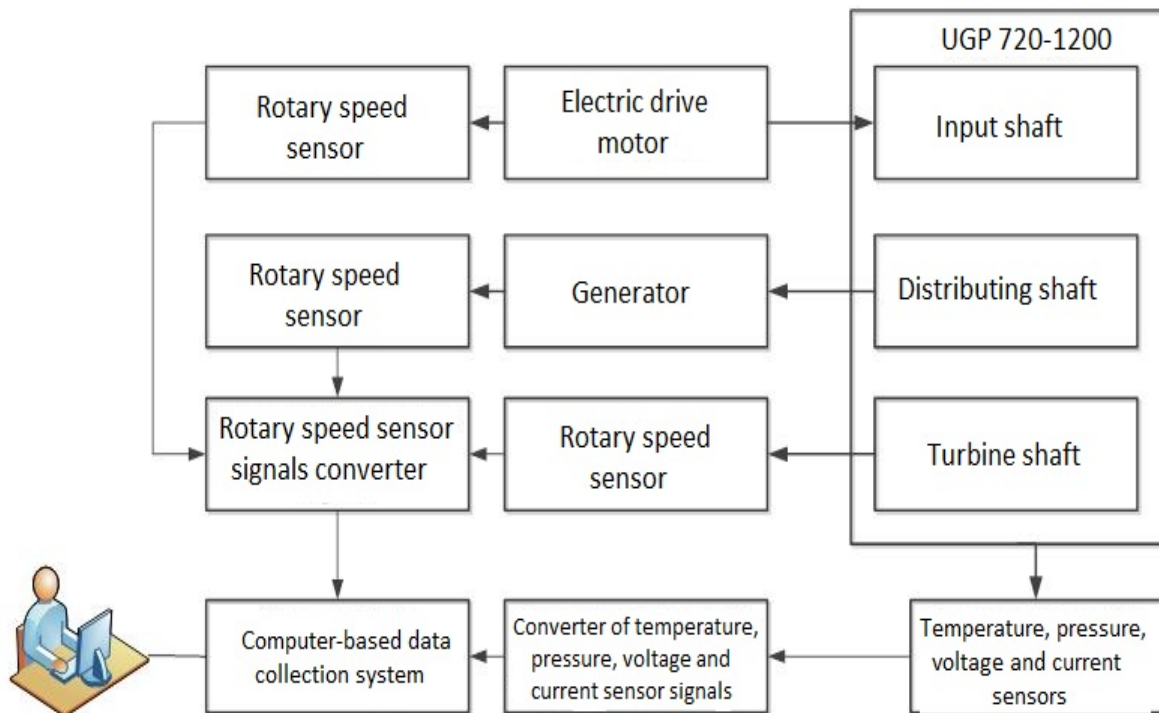 UGP 720-1200
Rotary speed
sensor
Electric drive
motor
Input shaft
Rotary speed
sensor
Generator
Distributing shaft
Rotary speed sensor
signals converter
Rotary speed
sensor
Turbine shaft
Computer-based data
collection system
Converter of temperature,
pressure, voltage and
current sensor signals
Temperature, pressure,
voltage and current
sensors